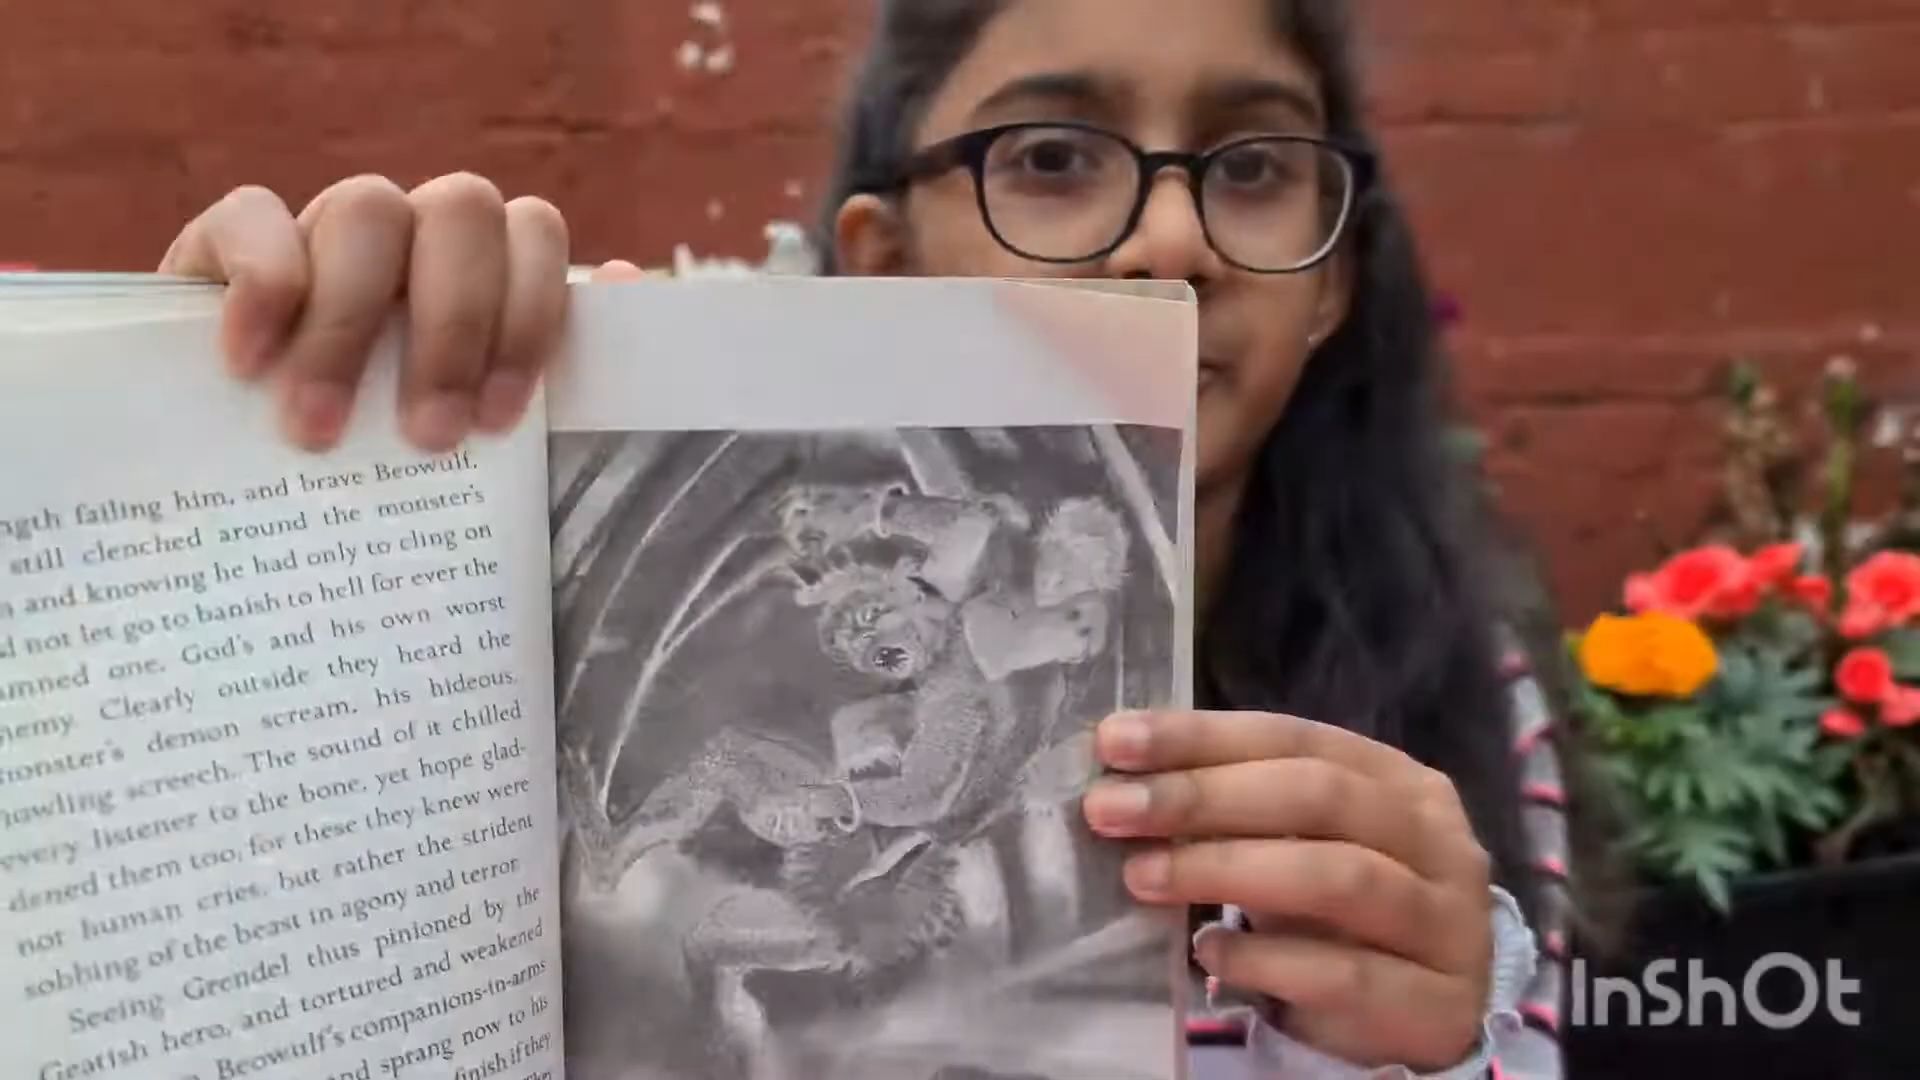 failing him, and brave Beowulf,
still clenched around the monster's
and knowing he had only to cling on
not let go to banish to hell for ever the
one, God's and his own worst
Clearly outside they heard the
demon scream, his hideous,
howling screech. The sound of it chilled
every listener to the bone, yet hope glad-
dened them too, for these they knew were
not human cries, but rather the strident
sobbing of the beast in agony and terror.
Seeing Grendel thus pinioned by the
Geatish hero, and tortured and weakened
Beowulf's companions-in-arms
sprang now to his
finish if they
InShOt